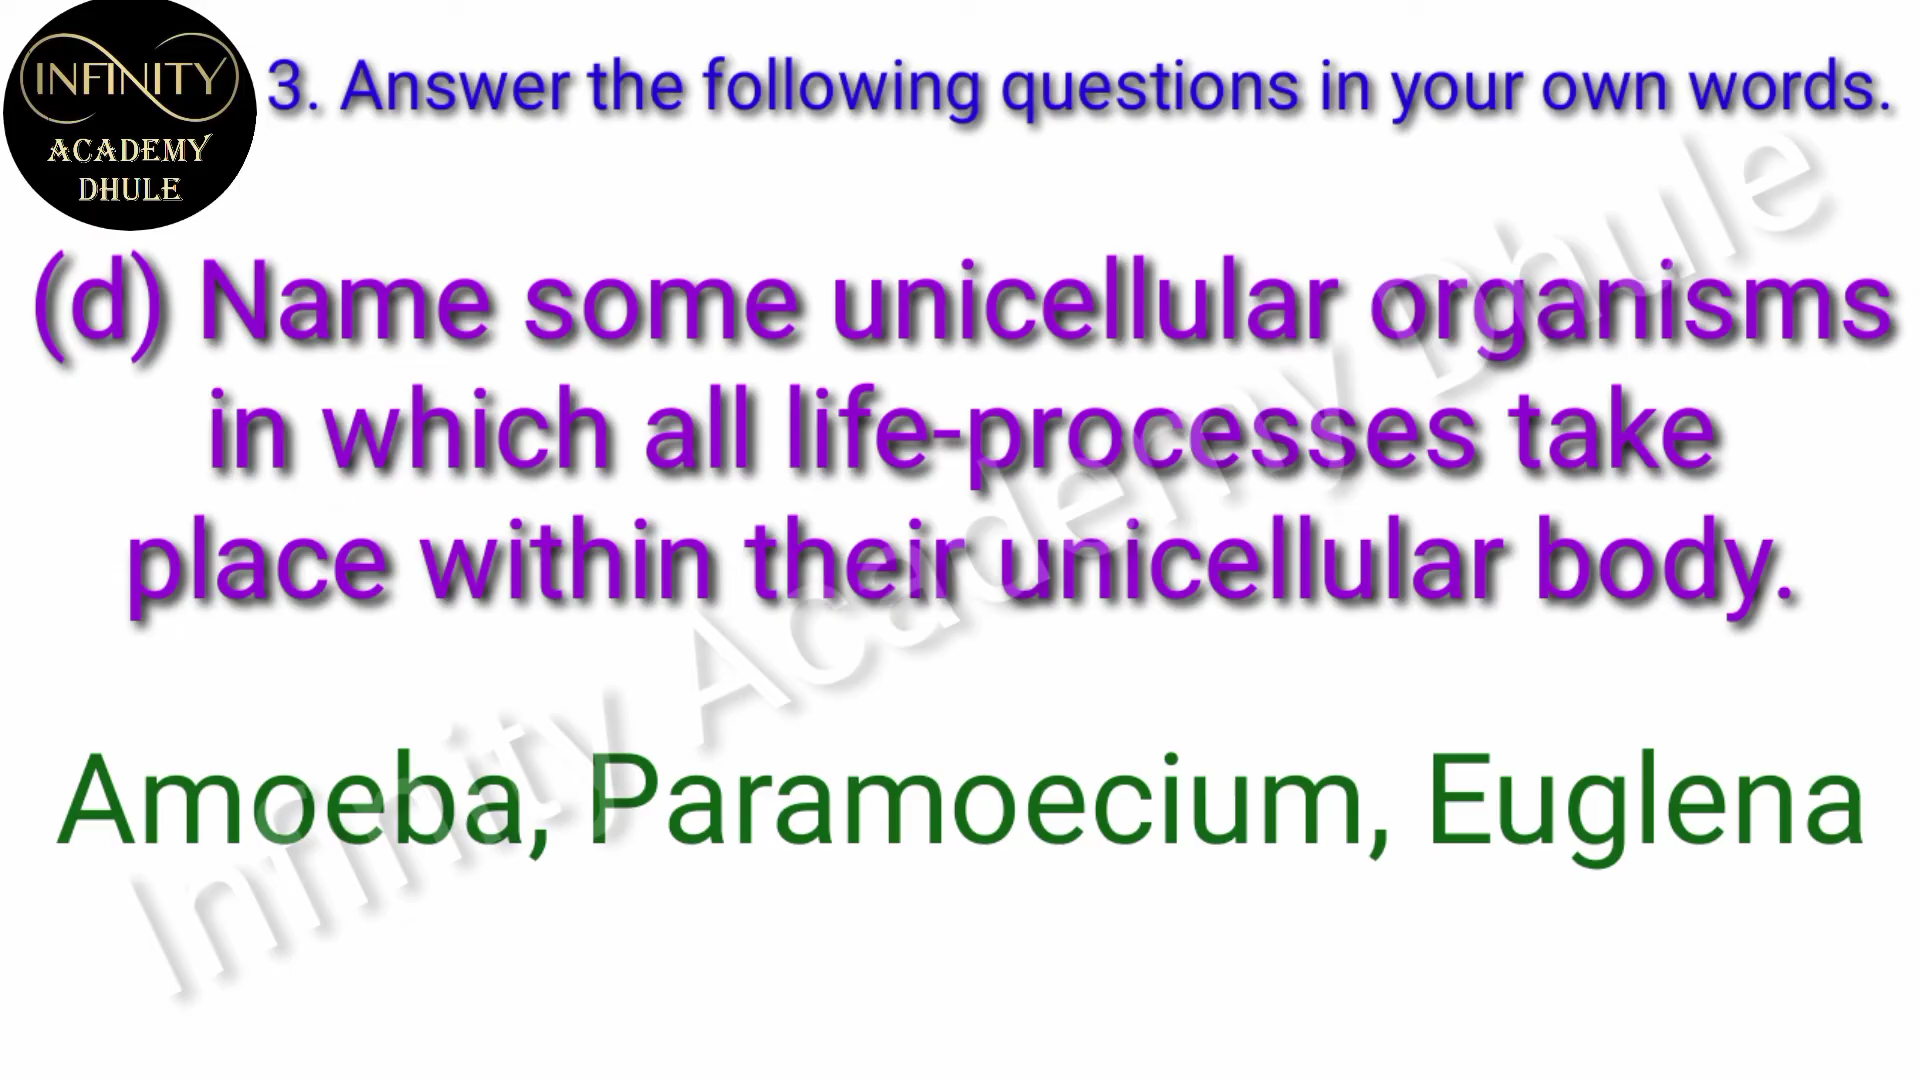 INFINITY
ACADEMY
DHULE
3. Answer the following questions in your own words.
(d) Name some unicellular organisms
in which all life-processes take
place within their unicellular body.
Amoeba, Paramoecium, Euglena
Infinity Academy Dhule